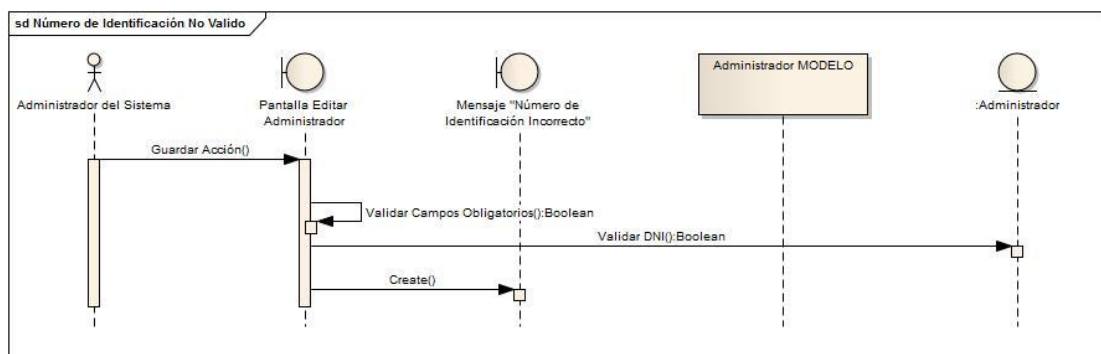 sd Número de Identificación No Valido
Administrador del Sistema
Pantalla Editar
Administrador
Mensaje "Número de
Identificación Incorrecto"
Administrador MODELO
:Administrador
Guardar Acción()
Validar Campos Obligatorios():Boolean
Validar DNI():Boolean
Create()